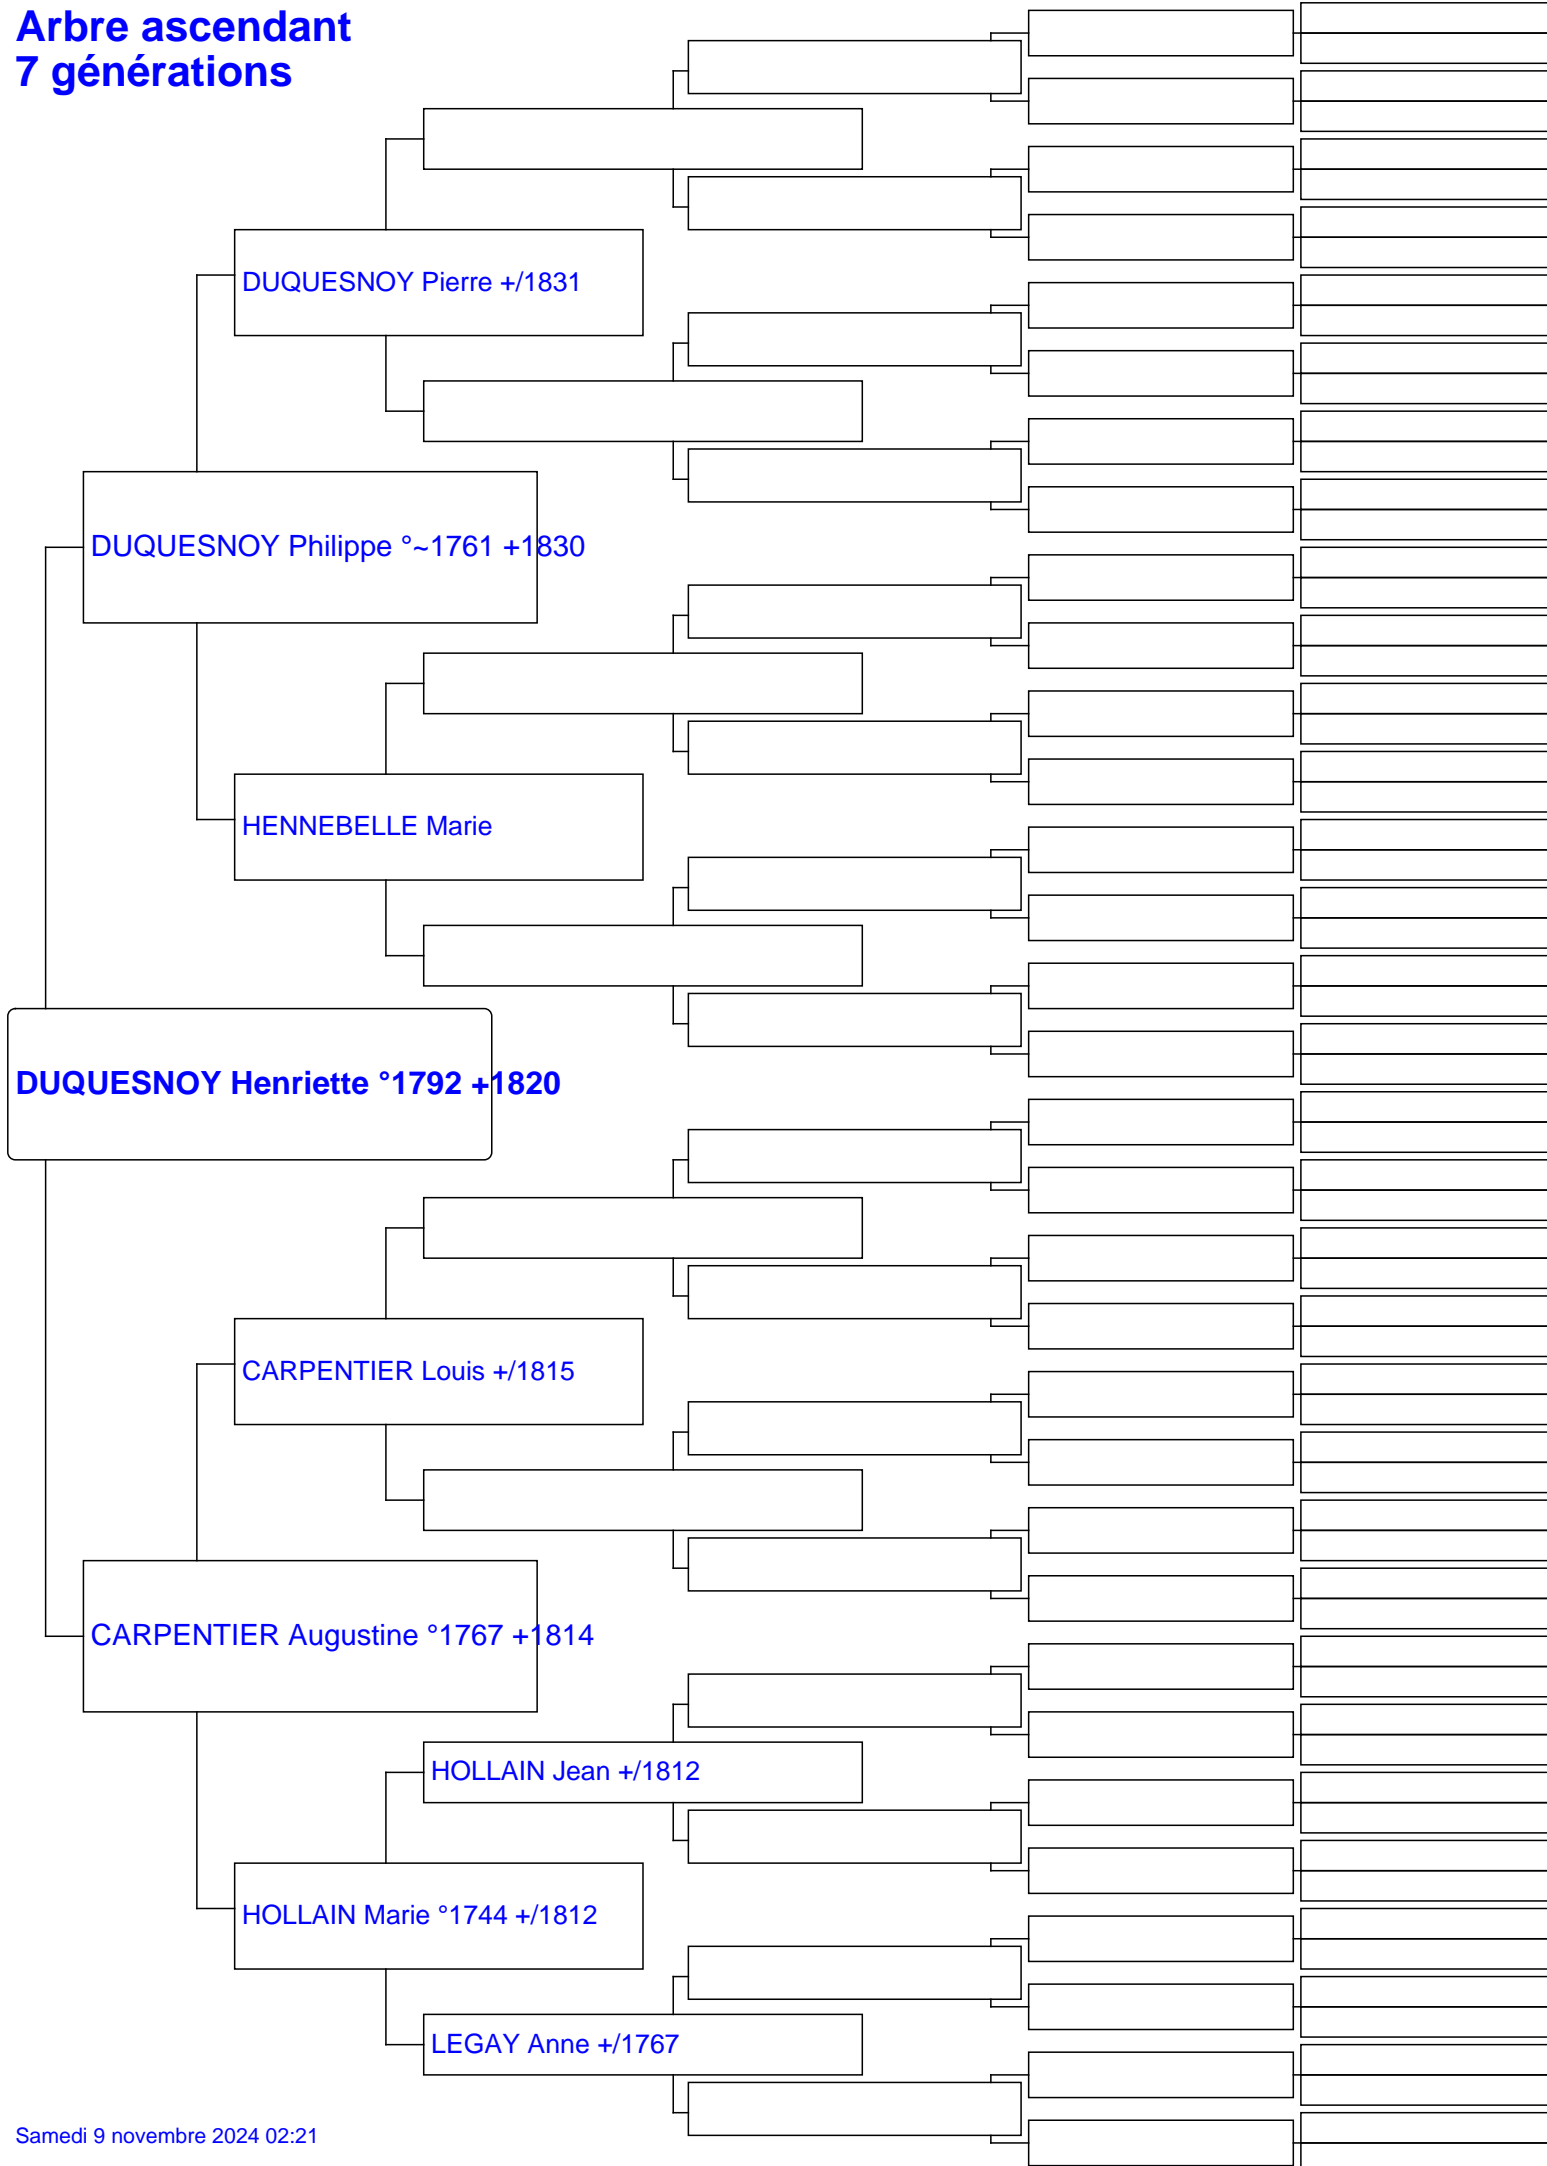 Arbre ascendant
7 générations
DUQUESNOY Pierre +/1831
DUQUESNOY Philippe °~1761 +1830
HENNEBELLE Marie
DUQUESNOY Henriette °1792 +1820
CARPENTIER Louis +/1815
CARPENTIER Augustine °1767 +1814
HOLLAIN Jean +/1812
HOLLAIN Marie °1744 +/1812
LEGAY Anne +/1767
Samedi 9 novembre 2024 02:21